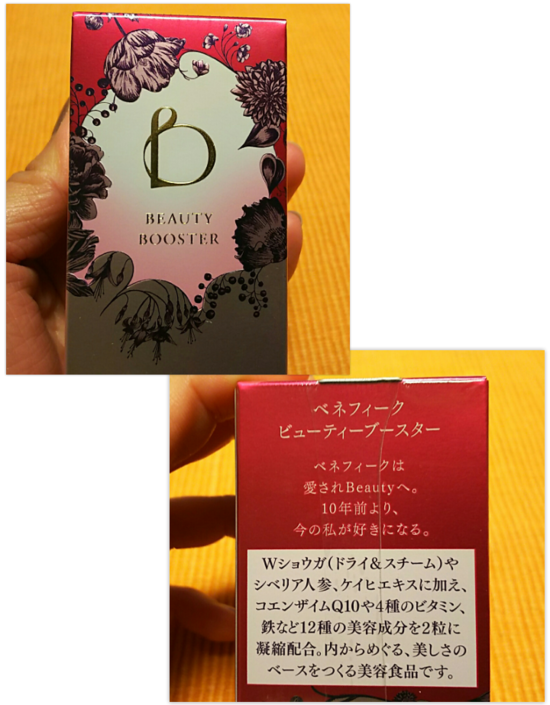 B
BEAUTY
BOOSTER
ベネフィーク
ビューティーブースター
ベネフィークは
愛されBeautyへ。
10年前より、
今の私が好きになる。
Wショウガ(ドライ&スチーム)や
シベリア人参、ケイヒエキスに加え、
コエンザイムQ10や4種のビタミン、
鉄など12種の美容成分を2粒に
凝縮配合。内からめぐる、美しさの
ベースをつくる美容食品です。